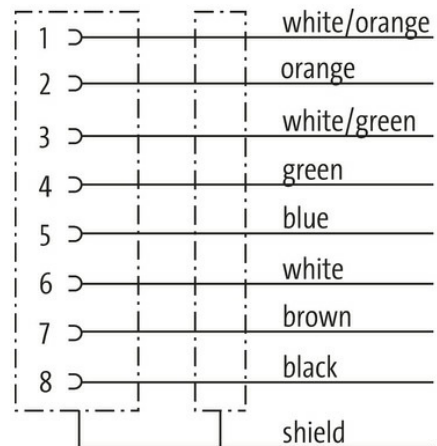 1 white/orange
2 orange
3 white/green
4 green
5 blue
6 white
7 brown
8 black
shield